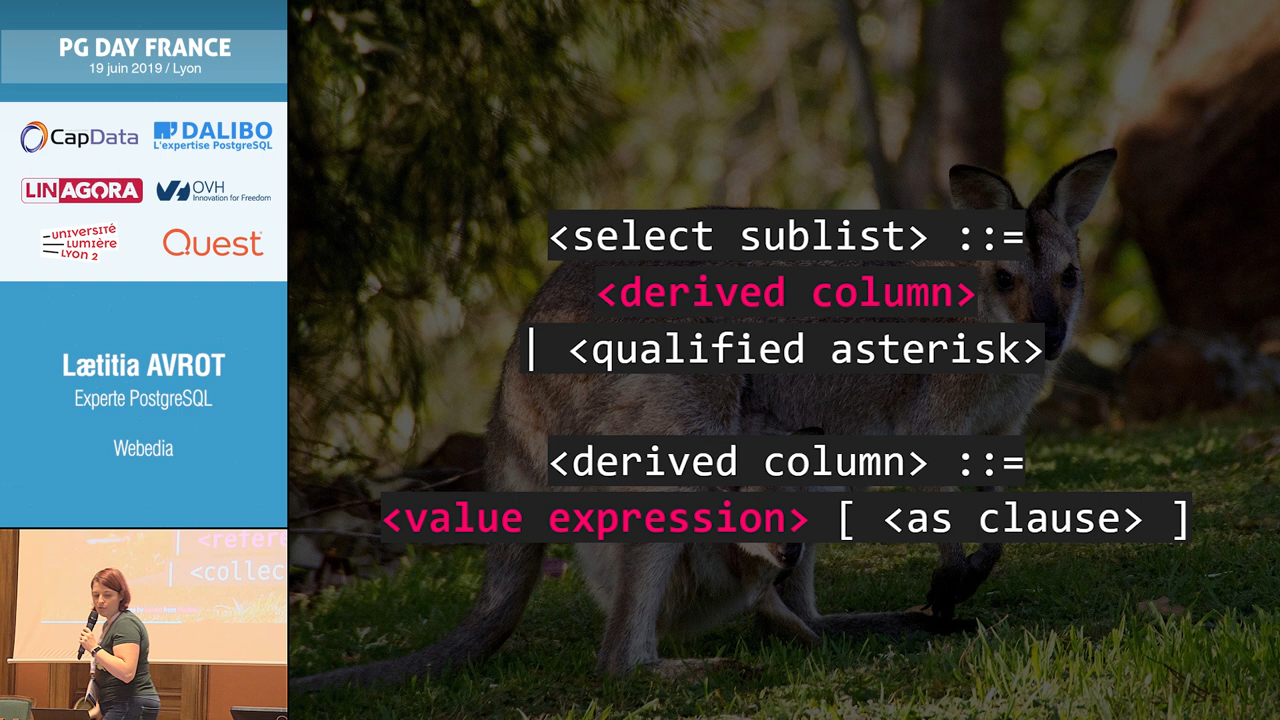 PG DAY FRANCE
19 juin 2019 / Lyon
CapData
DALIBO
L'expertise PostgreSQL
LINAGORA
OVH
Innovation for Freedom
UNIVERSITÉ
LUMIÈRE
LYON 2
Quest
Lætitia AVROT
Experte PostgreSQL
Webedia
<select sublist> ::=
<derived column>
| <qualified asterisk>
<derived column> ::=
<value expression> [ <as clause> ]
| <refere
| <collec